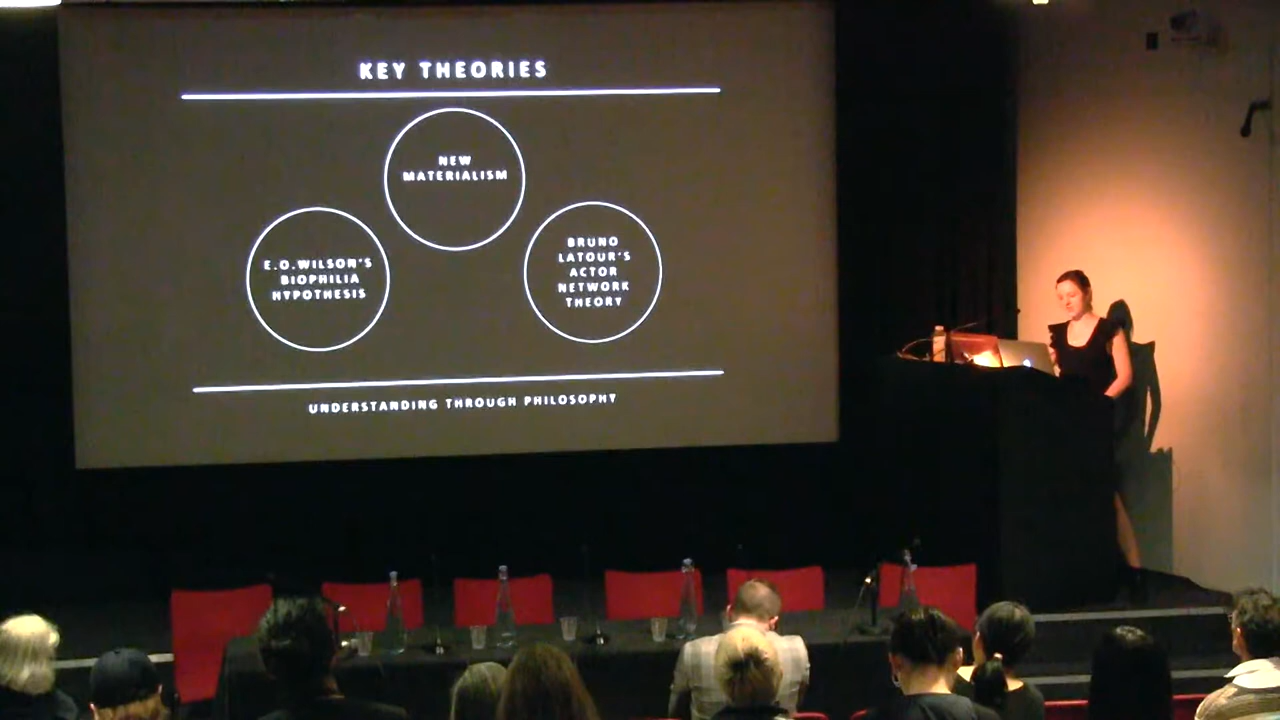 KEY THEORIES
NEW
MATERIALISM
E.O.WILSON'S
BIOPHILIA
HYPOTHESIS
BRUNO
LATOUR'S
ACTOR
NETWORK
THEORY
UNDERSTANDING THROUGH PHILOSOPHY